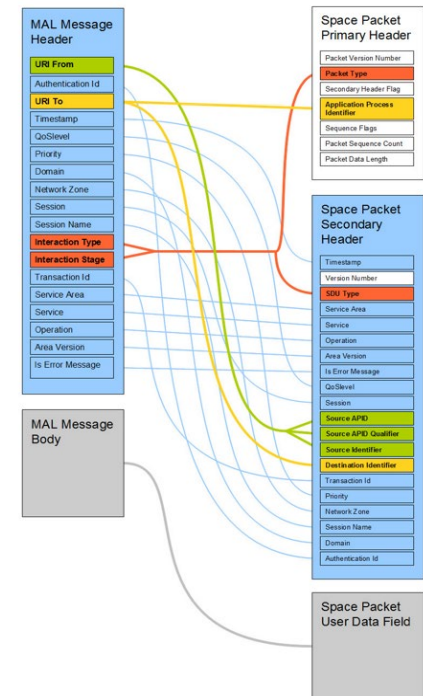 MAL Message
Header
URI From
Authentication Id
URI To
Timestamp
QoSlevel
Priority
Domain
Network Zone
Session
Session Name
Interaction Type
Interaction Stage
Transaction Id
Service Area
Service
Operation
Area Version
Is Error Message
MAL Message
Body
Space Packet
Primary Header
Packet Version Number
Packet Type
Secondary Header Flag
Application Process
Identifier
Sequence Flags
Packet Sequence Count
Packet Data Length
Space Packet
Secondary
Header
Timestamp
Version Number
SDU Type
Service Area
Service
Operation
Area Version
Is Error Message
QoSlevel
Session
Source APID
Source APID Qualifier
Source Identifier
Destination Identifier
Transaction Id
Priority
Network Zone
Session Name
Domain
Authentication Id
Space Packet
User Data Field